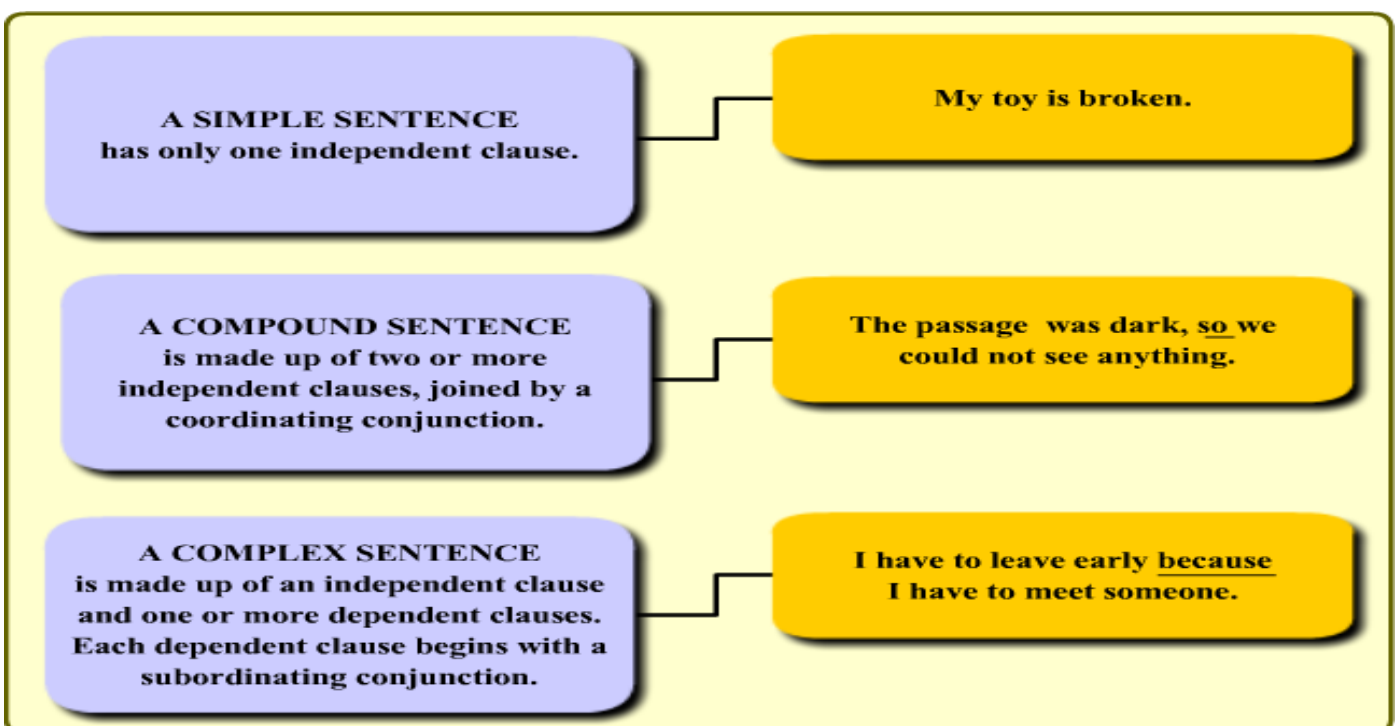 A SIMPLE SENTENCE
has only one independent clause.
My toy is broken.
A COMPOUND SENTENCE
is made up of two or more
independent clauses, joined by a
coordinating conjunction.
The passage was dark, so we
could not see anything.
A COMPLEX SENTENCE
is made up of an independent clause
and one or more dependent clauses.
Each dependent clause begins with a
subordinating conjunction.
I have to leave early because
I have to meet someone.